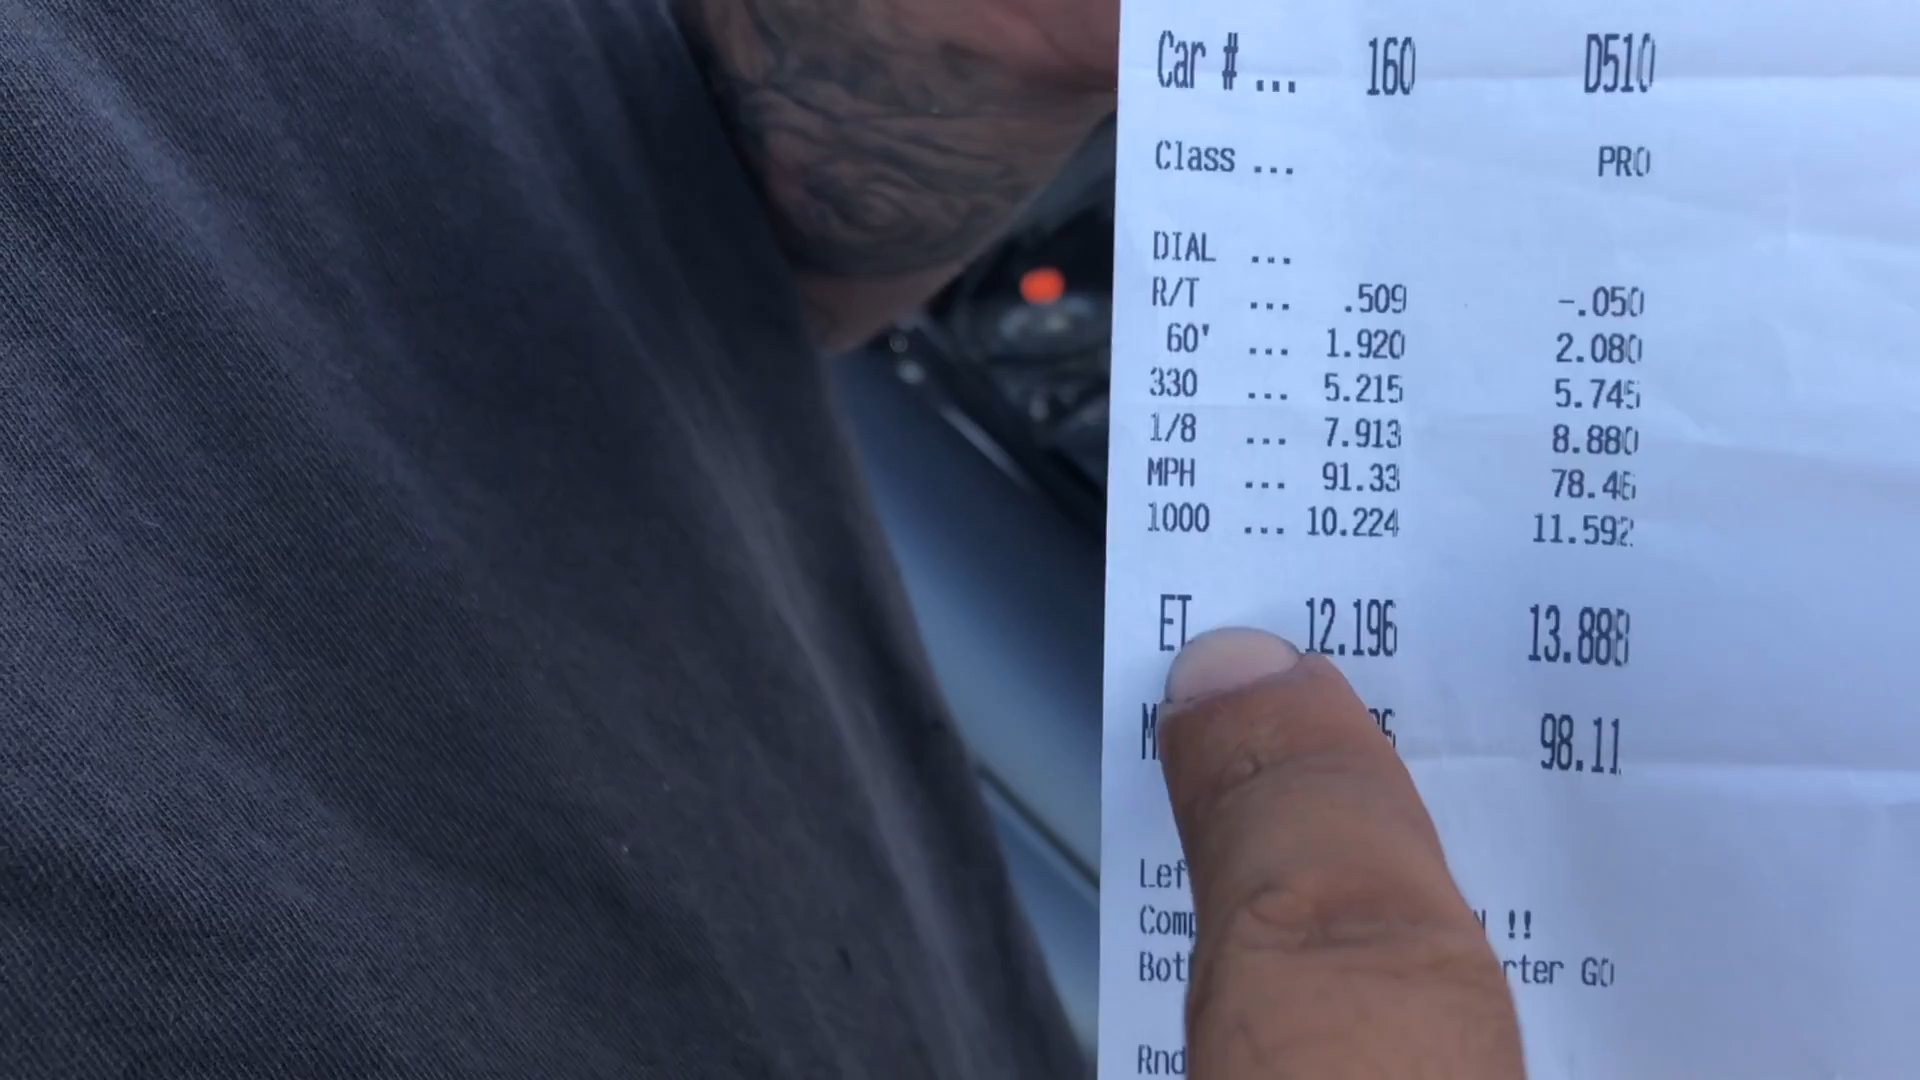 Car # ... 160 D510
Class ... PRO
DIAL ...
R/T ... .509 -.050
60' ... 1.920 2.080
330 ... 5.215 5.745
1/8 ... 7.913 8.880
MPH ... 91.33 78.46
1000 ... 10.224 11.592
ET 12.196 13.888
98.11
!!
GO
Rnd